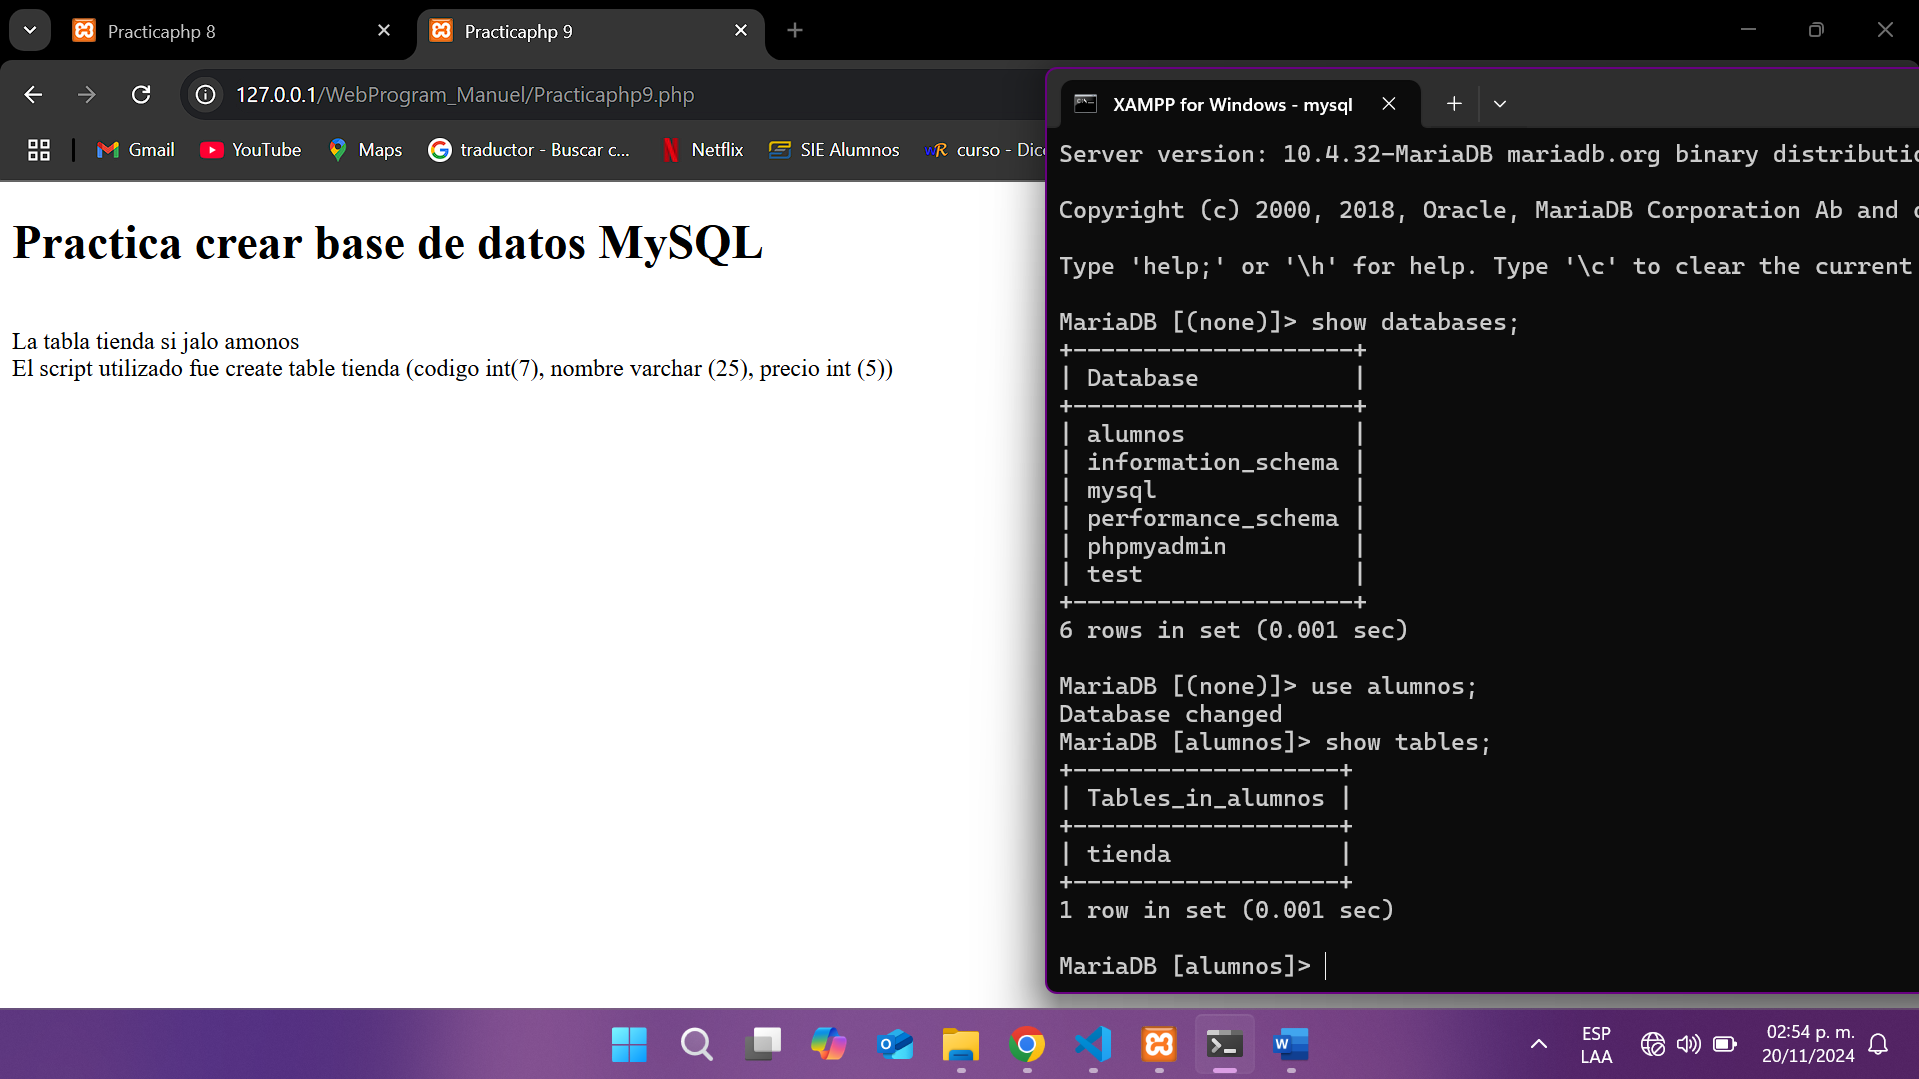 Practicaphp 8
Practicaphp 9
127.0.0.1/WebProgram_Manuel/Practicaphp9.php
Gmail
YouTube
Maps
traductor - Buscar c...
Netflix
SIE Alumnos
curso - Dic
Practica crear base de datos MySQL
La tabla tienda si jalo amonos
El script utilizado fue create table tienda (codigo int(7), nombre varchar (25), precio int (5))
XAMPP for Windows - mysql
Server version: 10.4.32-MariaDB mariadb.org binary distributio
Copyright (c) 2000, 2018, Oracle, MariaDB Corporation Ab and
Type 'help;' or '\h' for help. Type '\c' to clear the current
MariaDB [(none)]> show databases;
+--------------------+
| Database           |
+--------------------+
| alumnos            |
| information_schema |
| mysql              |
| performance_schema |
| phpmyadmin         |
| test               |
+--------------------+
6 rows in set (0.001 sec)
MariaDB [(none)]> use alumnos;
Database changed
MariaDB [alumnos]> show tables;
+-------------------+
| Tables_in_alumnos |
+-------------------+
| tienda            |
+-------------------+
1 row in set (0.001 sec)
MariaDB [alumnos]>
ESP
LAA
02:54 p. m.
20/11/2024